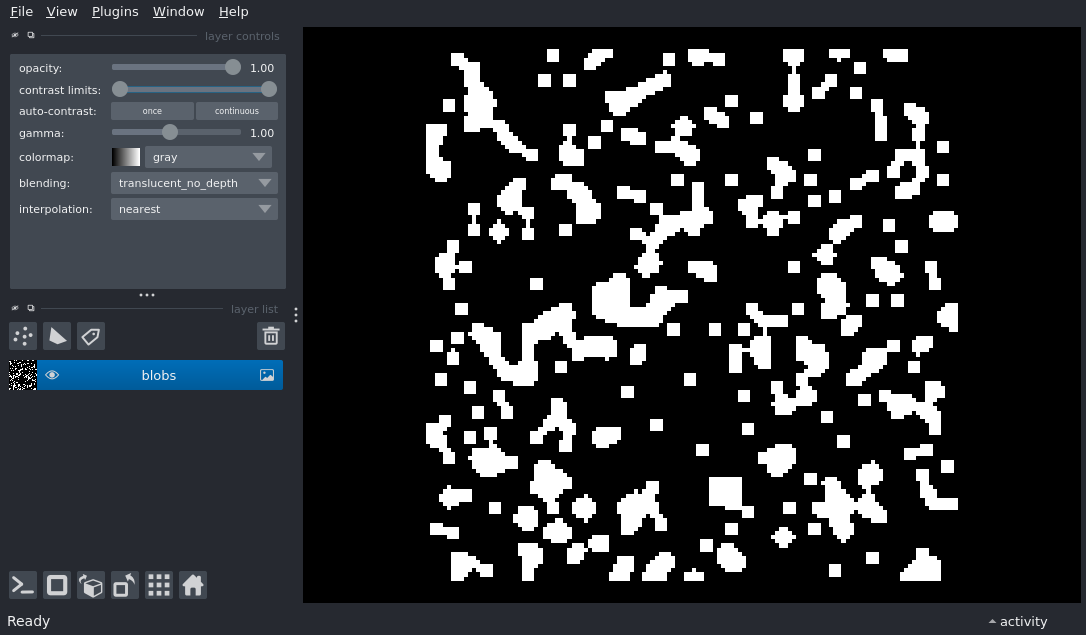 File View Plugins Window Help
layer controls
opacity: 1.00
contrast limits:
auto-contrast: once continuous
gamma: 1.00
colormap: gray
blending: translucent_no_depth
interpolation: nearest
layer list
blobs
Ready
activity